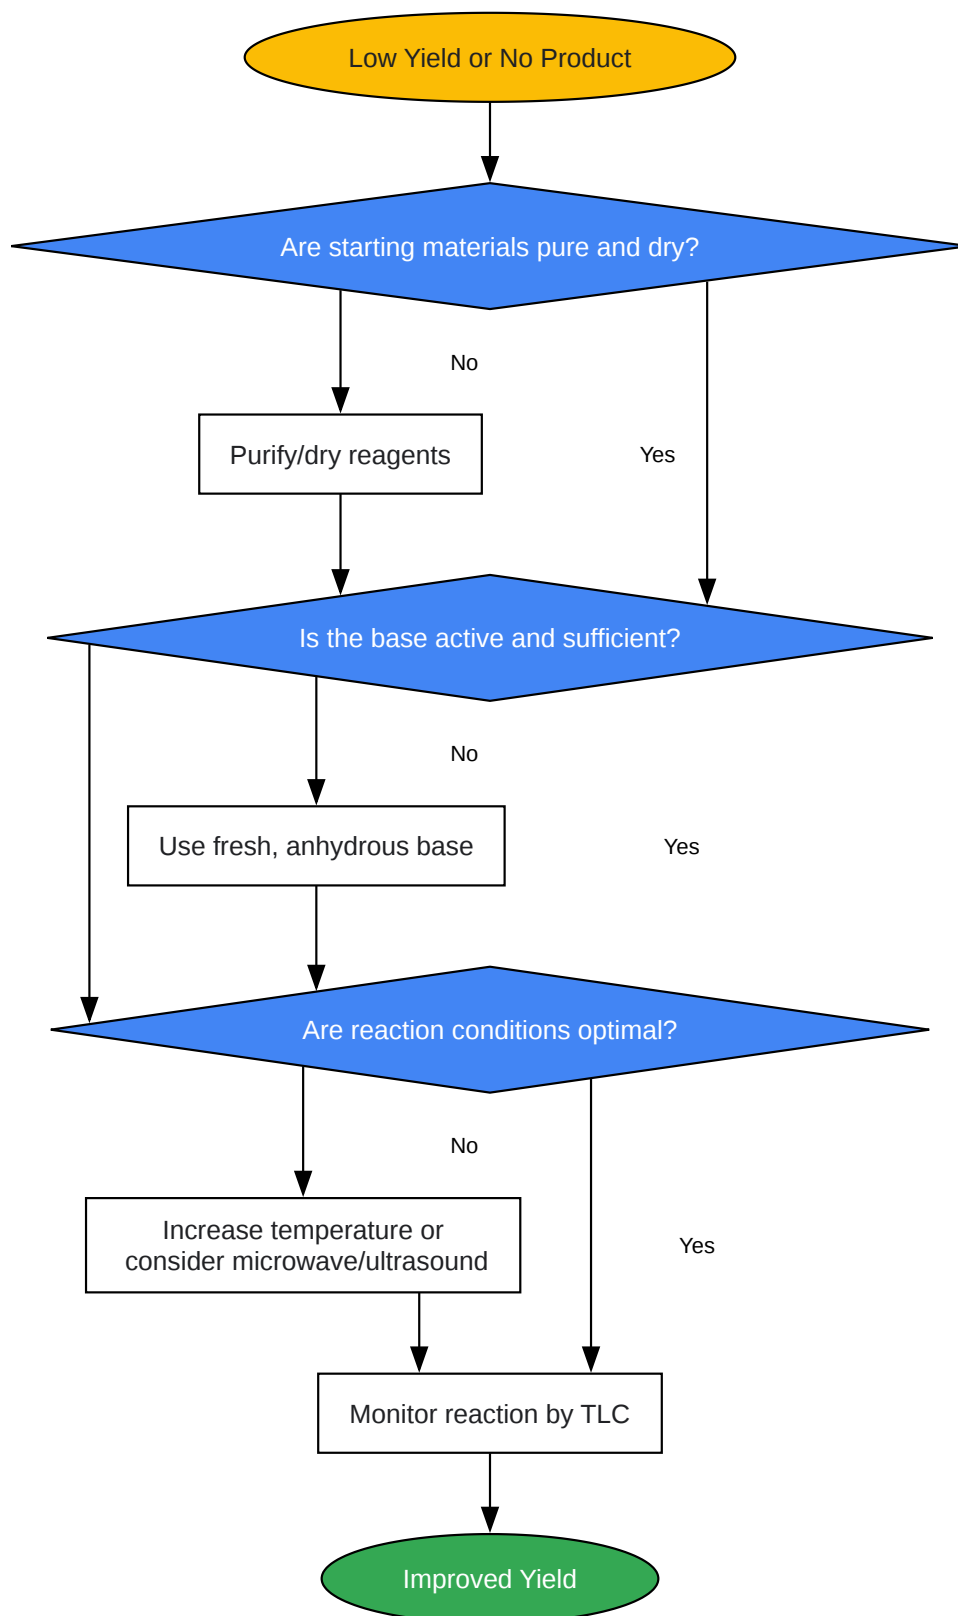 Low Yield or No Product
Are starting materials pure and dry?
No
Purify/dry reagents
Yes
Is the base active and sufficient?
No
Use fresh, anhydrous base
Yes
Are reaction conditions optimal?
No
Increase temperature or
consider microwave/ultrasound
Yes
Monitor reaction by TLC
Improved Yield